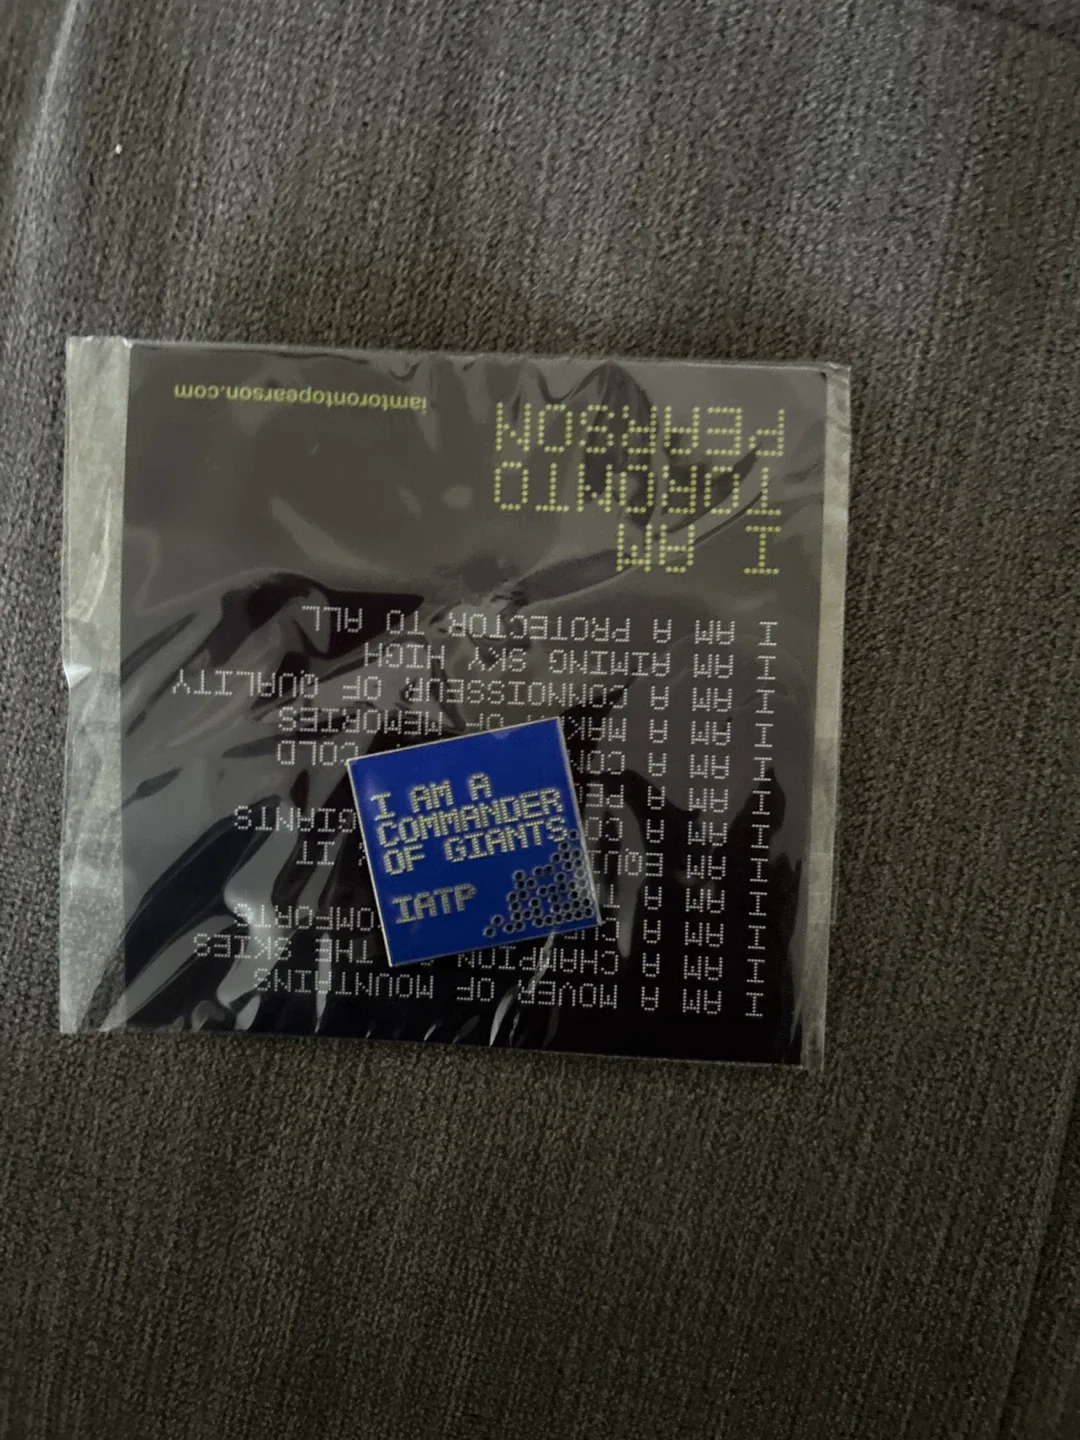 I AM A
COMMANDER
OF GIANTS
IATP
I AM A MOVER OF MOUNTAINS
I AM A CHAMPION THE SKIES
I AM A
I AM A
I AM IT
I AM A GIANTS
I AM A
I AM A COLD
I AM A OF MEMORIES
I AM A CONNOISSEUR OF QUALITY
I AM AIMING SKY HIGH
I AM A PROTECTOR TO ALL
I AM
TORONTO
PEARSON
iamtorontopearson.com